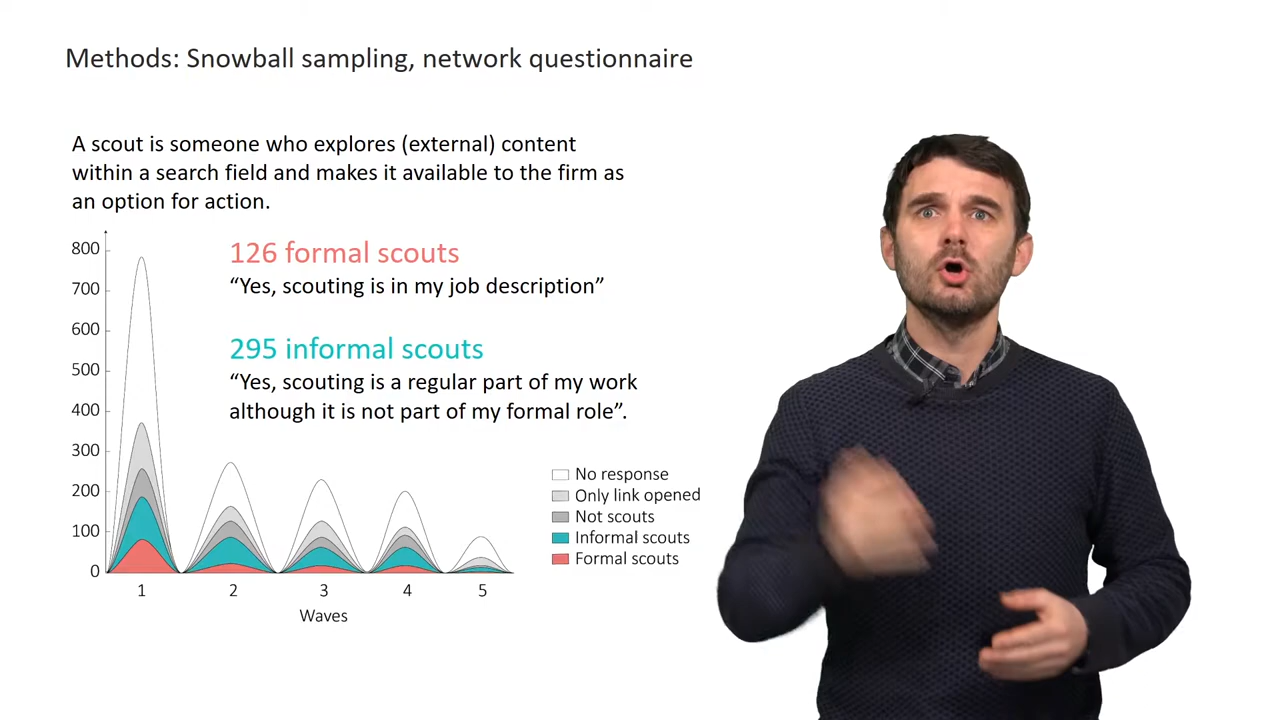 Methods: Snowball sampling, network questionnaire
A scout is someone who explores (external) content
within a search field and makes it available to the firm as
an option for action.
126 formal scouts
“Yes, scouting is in my job description”
295 informal scouts
“Yes, scouting is a regular part of my work
although it is not part of my formal role”.
800
700
600
500
400
300
200
100
0
1 2 3 4 5
Waves
No response
Only link opened
Not scouts
Informal scouts
Formal scouts